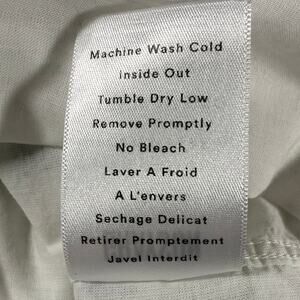 Machine Wash Cold
Inside Out
Tumble Dry Low
Remove Promptly
No Bleach
Laver A Froid
A L'envers
Sechage Delicat
Retirer Promptement
Javel Interdit